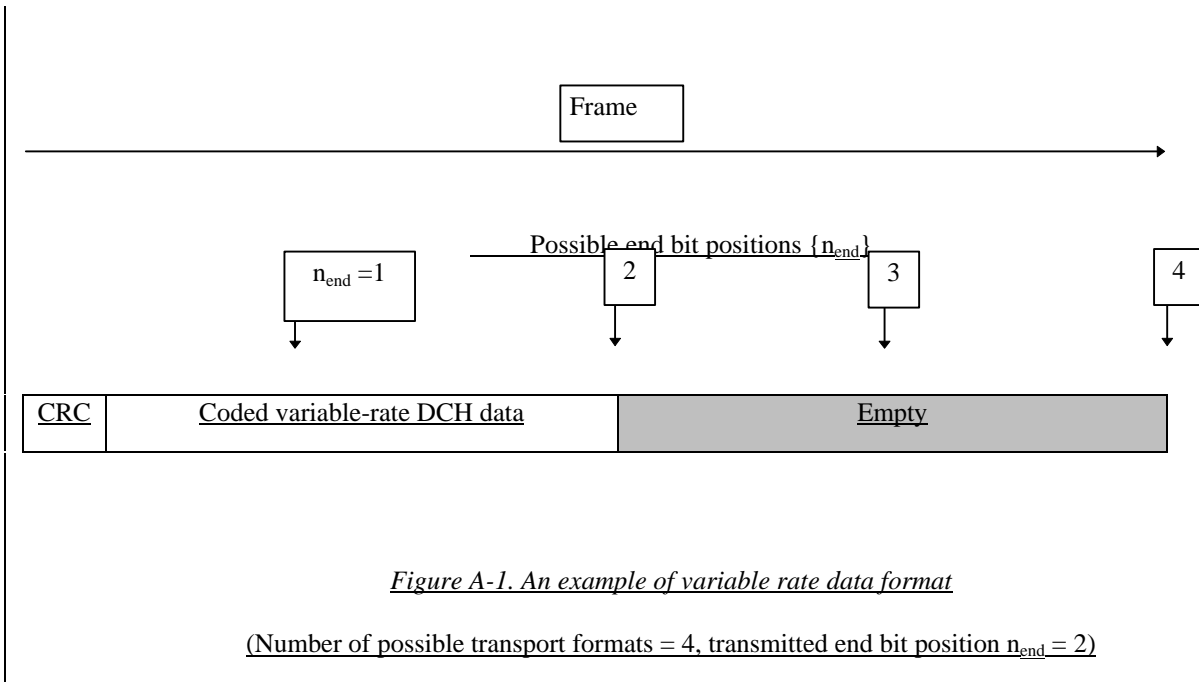 Frame
Possible end bit positions {nend}
nend =1
2
3
4
CRC
Coded variable-rate DCH data
Empty
Figure A-1. An example of variable rate data format
(Number of possible transport formats = 4, transmitted end bit position nend = 2)